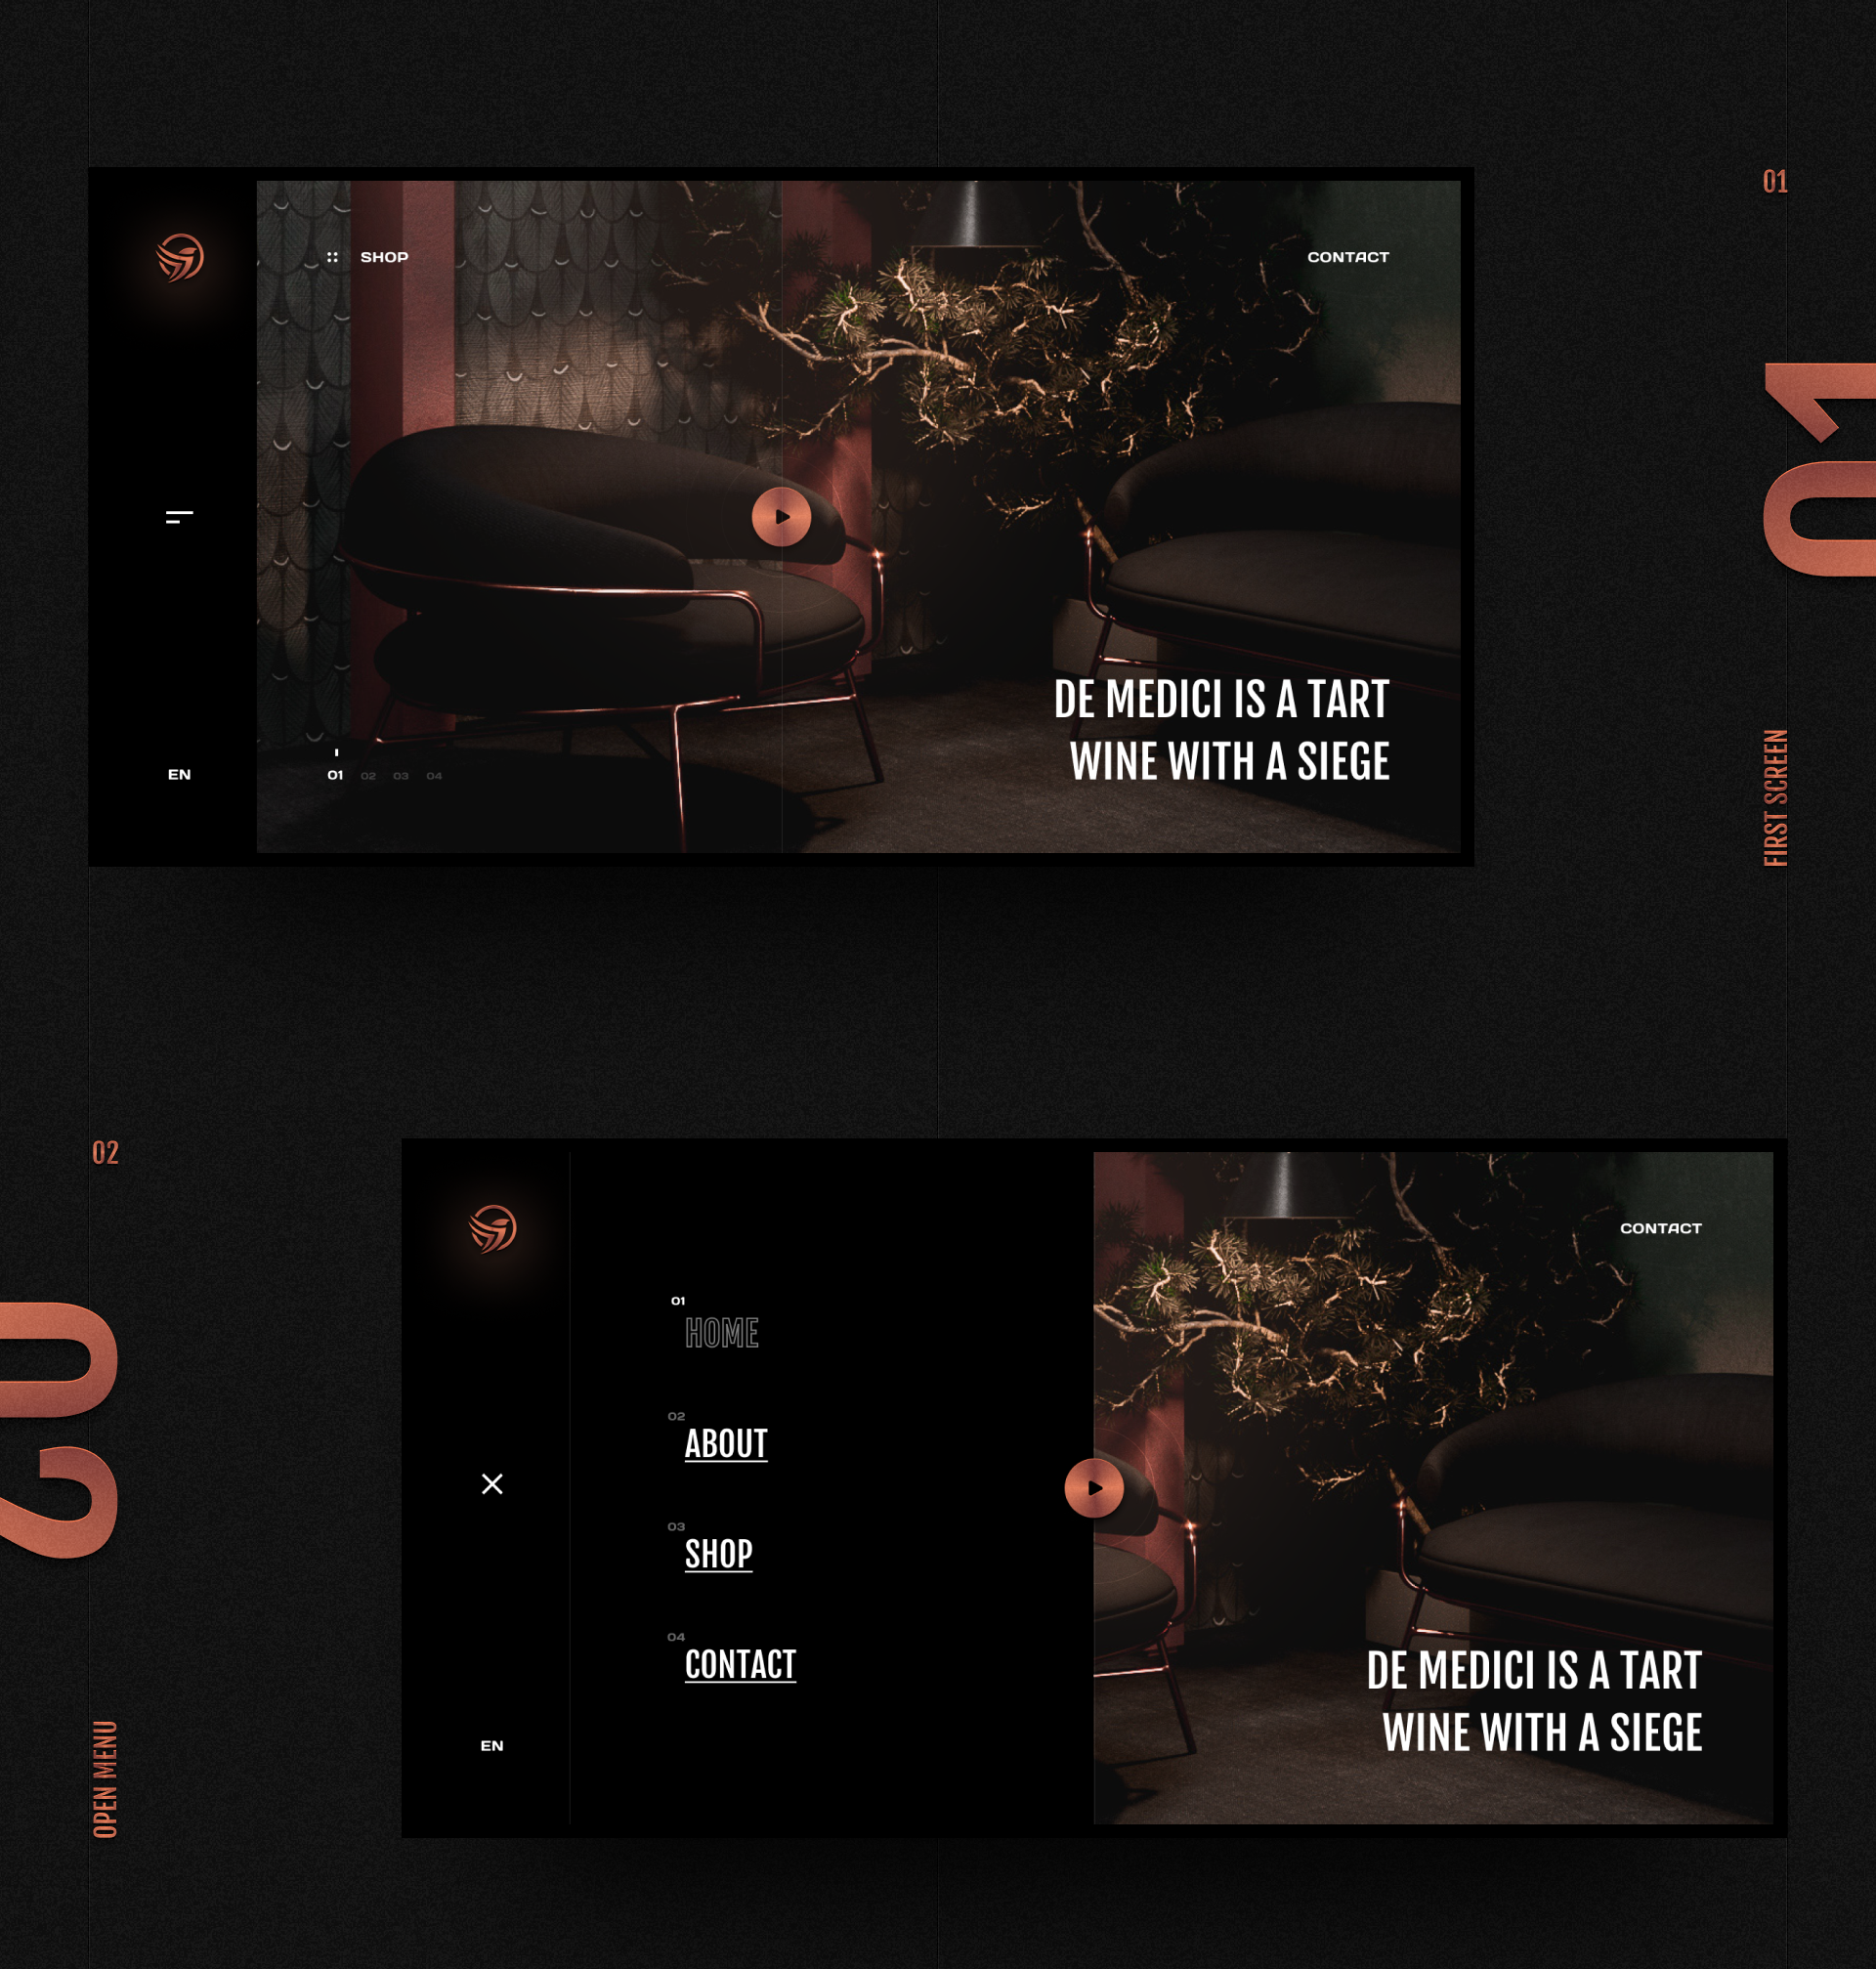 01
SHOP
CONTACT
01
DE MEDICI IS A TART
WINE WITH A SIEGE
EN
01 02 03 04
FIRST SCREEN
02
CONTACT
01
HOME
02
02
ABOUT
03
SHOP
04
CONTACT
DE MEDICI IS A TART
WINE WITH A SIEGE
EN
OPEN MENU